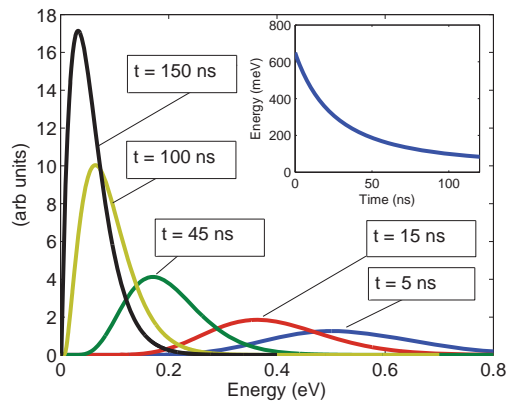 18
16
14
12
10
8
6
4
2
0
(arb units)
0
0.2
0.4
0.6
0.8
Energy (eV)
t = 150 ns
t = 100 ns
t = 45 ns
t = 15 ns
t = 5 ns
800
600
400
200
0
Energy (meV)
0
50
100
Time (ns)